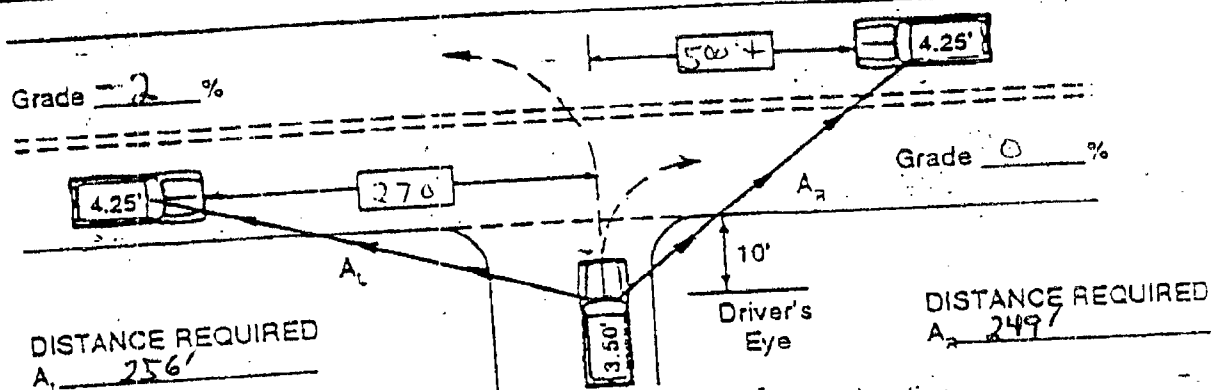 500'+
4.25'
Grade -2 %
Grade 0 %
4.25'
270'
A_R
A_L
10'
Driver's
Eye
3.50'
DISTANCE REQUIRED
A_L 256'
DISTANCE REQUIRED
A_R 249'